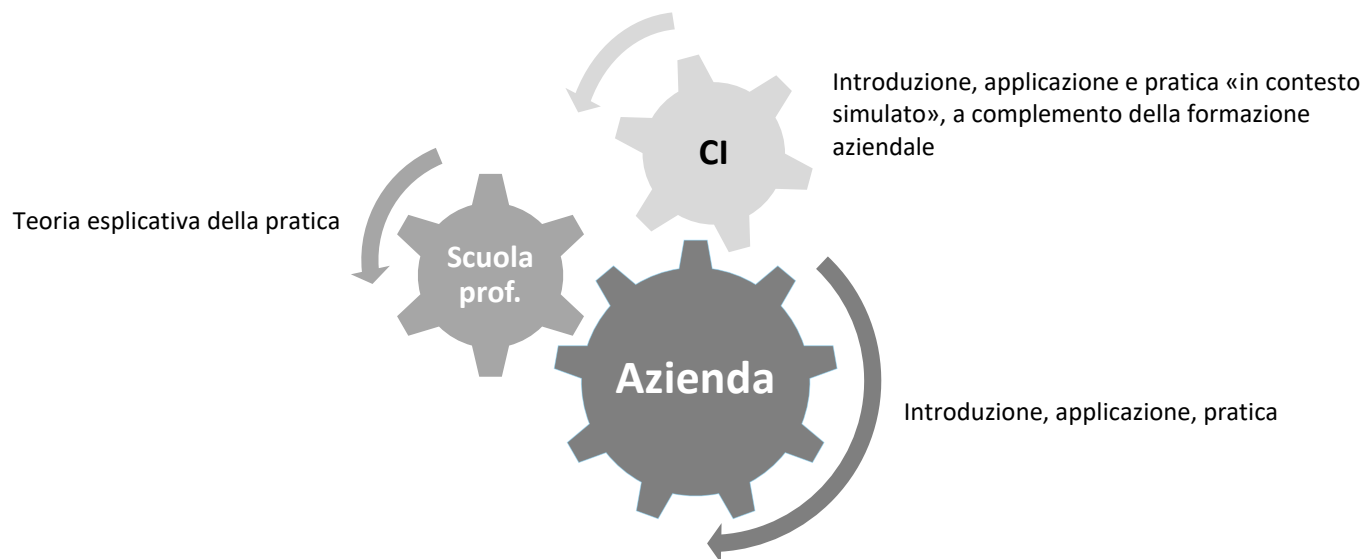 CI
Introduzione, applicazione e pratica «in contesto
simulato», a complemento della formazione
aziendale
Teoria esplicativa della pratica
Scuola
prof.
Azienda
Introduzione, applicazione, pratica